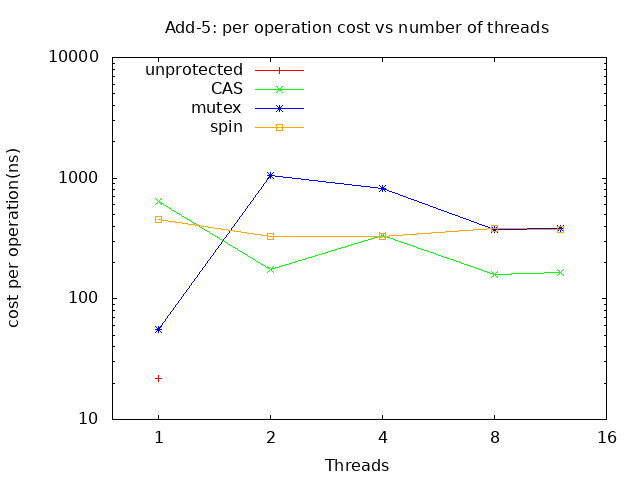 Add-5: per operation cost vs number of threads
10000
unprotected
CAS
mutex
spin
1000
cost per operation(ns)
100
10
1 2 4 8 16
Threads